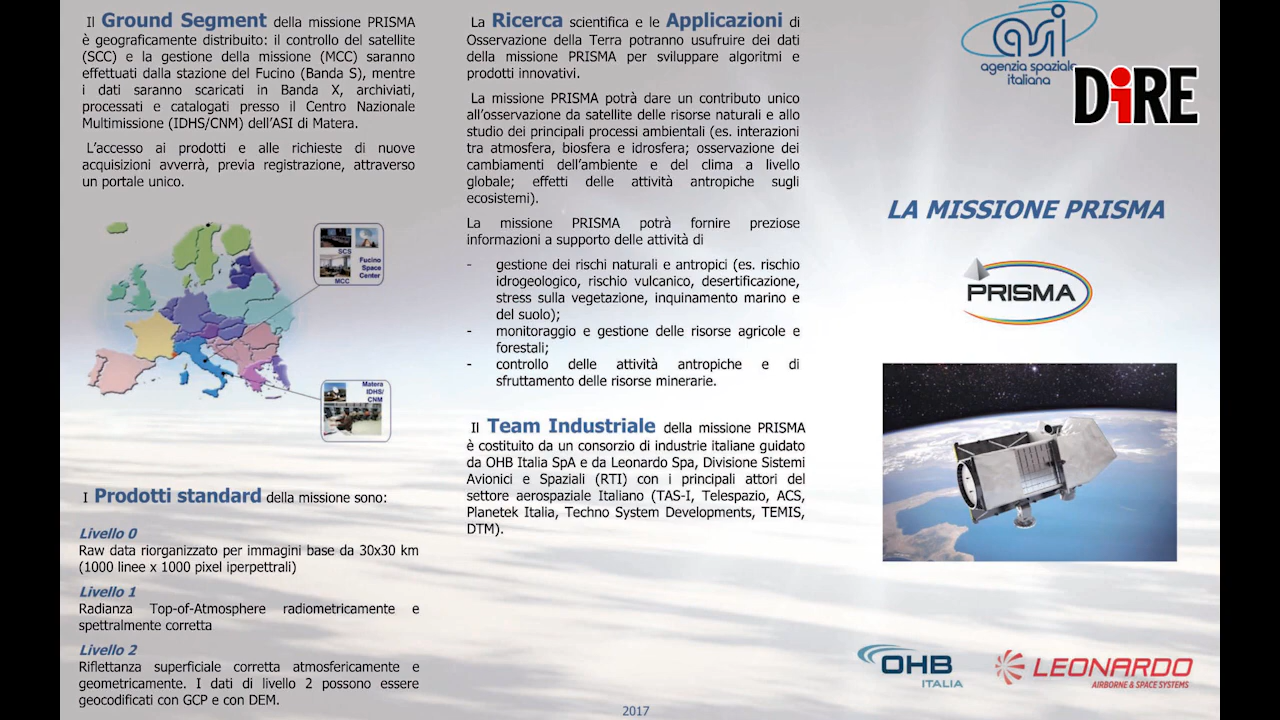 Il Ground Segment della missione PRISMA
è geograficamente distribuito: il controllo del satellite
(SCC) e la gestione della missione (MCC) saranno
effettuati dalla stazione del Fucino (Banda S), mentre
i dati saranno scaricati in Banda X, archiviati,
processati e catalogati presso il Centro Nazionale
Multimissione (IDHS/CNM) dell'ASI di Matera.
L'accesso ai prodotti e alle richieste di nuove
acquisizioni avverrà, previa registrazione, attraverso
un portale unico.
SCS
MCC
Fucino
Space
Center
Matera
IDHS/
CNM
I Prodotti standard della missione sono:
Livello 0
Raw data riorganizzato per immagini base da 30x30 km
(1000 linee x 1000 pixel iperpettrali)
Livello 1
Radianza Top-of-Atmosphere radiometricamente e
spettralmente corretta
Livello 2
Riflettanza superficiale corretta atmosfericamente e
geometricamente. I dati di livello 2 possono essere
geocodificati con GCP e con DEM.
La Ricerca scientifica e le Applicazioni di
Osservazione della Terra potranno usufruire dei dati
della missione PRISMA per sviluppare algoritmi e
prodotti innovativi.
La missione PRISMA potrà dare un contributo unico
all'osservazione da satellite delle risorse naturali e allo
studio dei principali processi ambientali (es. interazioni
tra atmosfera, biosfera e idrosfera; osservazione dei
cambiamenti dell'ambiente e del clima a livello
globale; effetti delle attività antropiche sugli
ecosistemi).
La missione PRISMA potrà fornire preziose
informazioni a supporto delle attività di
- gestione dei rischi naturali e antropici (es. rischio
idrogeologico, rischio vulcanico, desertificazione,
stress sulla vegetazione, inquinamento marino e
del suolo);
- monitoraggio e gestione delle risorse agricole e
forestali;
- controllo delle attività antropiche e di
sfruttamento delle risorse minerarie.
Il Team Industriale della missione PRISMA
è costituito da un consorzio di industrie italiane guidato
da OHB Italia SpA e da Leonardo Spa, Divisione Sistemi
Avionici e Spaziali (RTI) con i principali attori del
settore aerospaziale Italiano (TAS-I, Telespazio, ACS,
Planetek Italia, Techno System Developments, TEMIS,
DTM).
2017
asi
agenzia spaziale
italiana
DiRE
LA MISSIONE PRISMA
PRISMA
OHB
ITALIA
LEONARDO
AIRBORNE & SPACE SYSTEMS